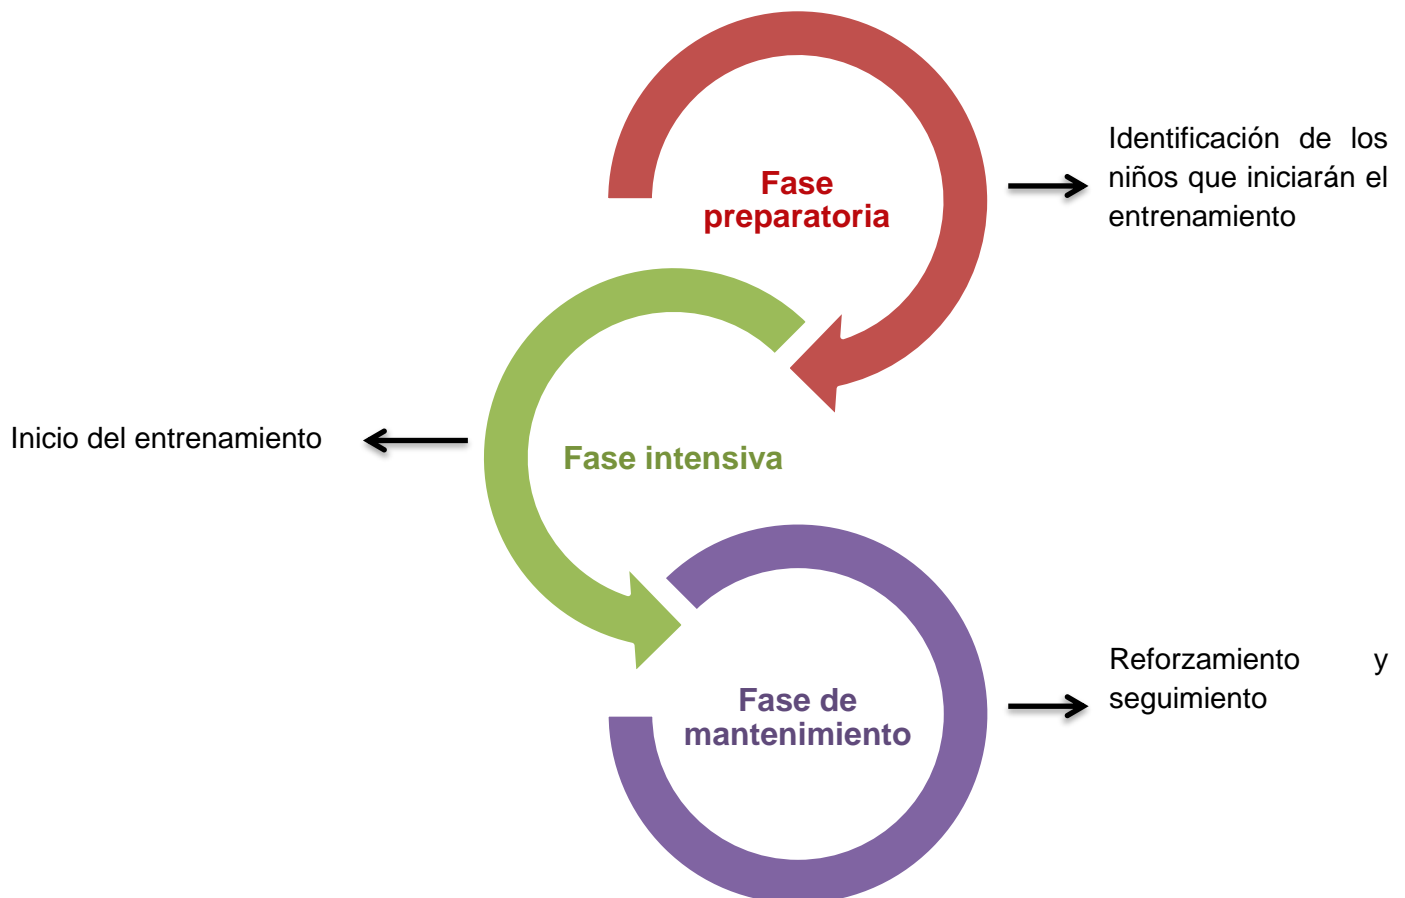 Fase
preparatoria
Identificación de los
niños que iniciarán el
entrenamiento
Inicio del entrenamiento
Fase intensiva
Fase de
mantenimiento
Reforzamiento y
seguimiento